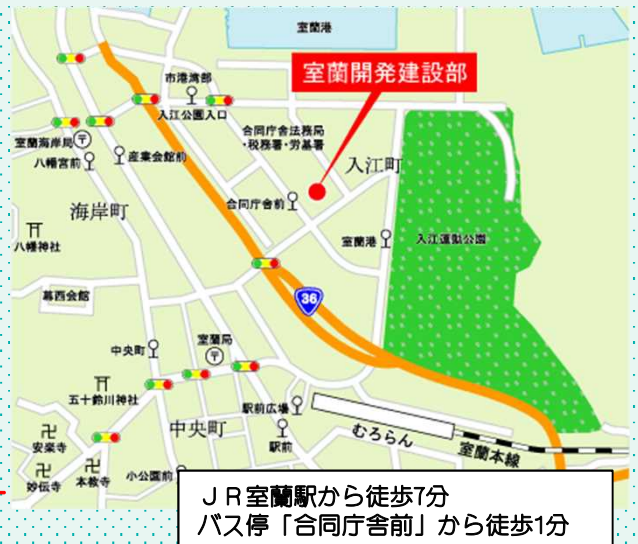 室蘭港
室蘭開発建設部
市港湾部
入江公園入口
室蘭海岸局
〒
八幡宮前
産業会館前
合同庁舎法務局
・税務署・労基署
入江町
海岸町
合同庁舎前
八幡神社
室蘭港
入江運動公園
幕西会館
36
室蘭局
〒
中央町
五十鈴川神社
駅前広場
中央町
駅前
むろらん
室蘭本線
安楽寺
妙伝寺
本教寺
小公園前
JR室蘭駅から徒歩7分
バス停「合同庁舎前」から徒歩1分